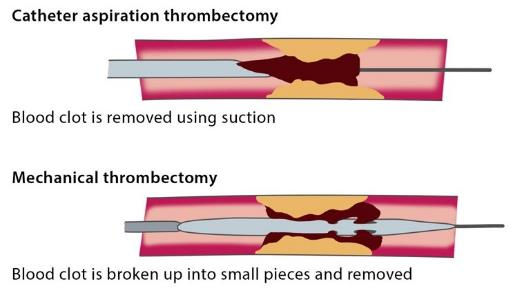 Catheter aspiration thrombectomy
Blood clot is removed using suction
Mechanical thrombectomy
Blood clot is broken up into small pieces and removed